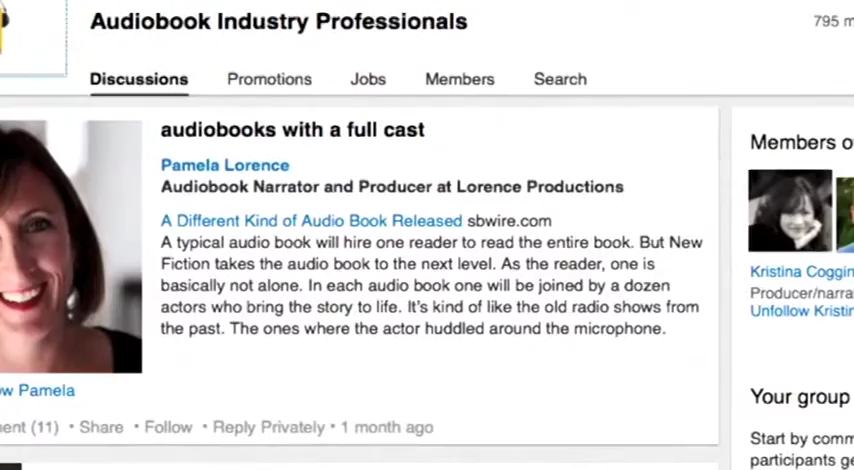 Audiobook Industry Professionals
795 m
Discussions Promotions Jobs Members Search
audiobooks with a full cast
Pamela Lorence
Audiobook Narrator and Producer at Lorence Productions
A Different Kind of Audio Book Released sbwire.com
A typical audio book will hire one reader to read the entire book. But New
Fiction takes the audio book to the next level. As the reader, one is
basically not alone. In each audio book one will be joined by a dozen
actors who bring the story to life. It's kind of like the old radio shows from
the past. The ones where the actor huddled around the microphone.
ow Pamela
ent (11) • Share • Follow • Reply Privately • 1 month ago
Members o
Kristina Coggin
Producer/narra
Unfollow Kristin
Your group
Start by comm
participants ge